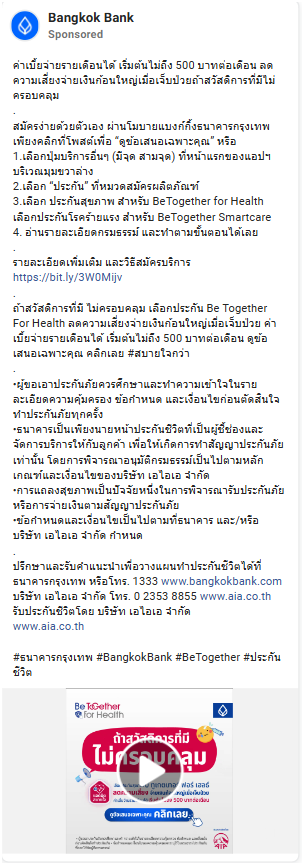 Bangkok Bank
Sponsored
ค่าเบี้ยจ่ายรายเดือนได้ เริ่มต้นไม่ถึง 500 บาทต่อเดือน ลด
ความเสี่ยงจ่ายเงินก้อนใหญ่เมื่อเจ็บป่วยถ้าสวัสดิการที่มีไม่
ครอบคลุม
.
สมัครง่ายด้วยตัวเอง ผ่านโมบายแบงก์กิ้งธนาคารกรุงเทพ
เพียงคลิกที่โพสต์เพื่อ “ดูข้อเสนอเฉพาะคุณ” หรือ
1.เลือกปุ่มบริการอื่นๆ (มีจุด สามจุด) ที่หน้าแรกของแอปฯ
บริเวณมุมขวาล่าง
2.เลือก “ประกัน” ที่หมวดสมัครผลิตภัณฑ์
3.เลือก ประกันสุขภาพ สำหรับ BeTogether for Health
เลือกประกันโรคร้ายแรง สำหรับ BeTogether Smartcare
4. อ่านรายละเอียดกรมธรรม์ และทำตามขั้นตอนได้เลย
.
รายละเอียดเพิ่มเติม และวิธีสมัครบริการ
https://bit.ly/3W0Mijv
.
ถ้าสวัสดิการที่มี ไม่ครอบคลุม เลือกประกัน Be Together
For Health ลดความเสี่ยงจ่ายเงินก้อนใหญ่เมื่อเจ็บป่วย ค่า
เบี้ยจ่ายรายเดือนได้ เริ่มต้นไม่ถึง 500 บาทต่อเดือน ดูข้อ
เสนอเฉพาะคุณ คลิกเลย #สบายใจกว่า
.
•ผู้ขอเอาประกันภัยควรศึกษาและทำความเข้าใจในราย
ละเอียดความคุ้มครอง ข้อกำหนด และเงื่อนไขก่อนตัดสินใจ
ทำประกันภัยทุกครั้ง
•ธนาคารเป็นเพียงนายหน้าประกันชีวิตที่เป็นผู้ชี้ช่องและ
จัดการบริการให้กับลูกค้า เพื่อให้เกิดการทำสัญญาประกันภัย
เท่านั้น โดยการพิจารณาอนุมัติกรมธรรม์เป็นไปตามหลัก
เกณฑ์และเงื่อนไขของบริษัท เอไอเอ จำกัด
•การแถลงสุขภาพเป็นปัจจัยหนึ่งในการพิจารณารับประกันภัย
หรือการจ่ายเงินตามสัญญาประกันภัย
•ข้อกำหนดและเงื่อนไขเป็นไปตามที่ธนาคาร และ/หรือ
บริษัท เอไอเอ จำกัด กำหนด
.
ปรึกษาและรับคำแนะนำเพื่อวางแผนทำประกันชีวิตได้ที่
ธนาคารกรุงเทพ หรือโทร. 1333 www.bangkokbank.com
บริษัท เอไอเอ จำกัด โทร. 0 2353 8855 www.aia.co.th
รับประกันชีวิตโดย บริษัท เอไอเอ จำกัด
www.aia.co.th
#ธนาคารกรุงเทพ #BangkokBank #BeTogether #ประกัน
ชีวิต
Be ToGether
for Health
ถ้าสวัสดิการที่มี
ไม่ครอบคลุม
ดูข้อเสนอเฉพาะคุณ คลิกเลย
AIA